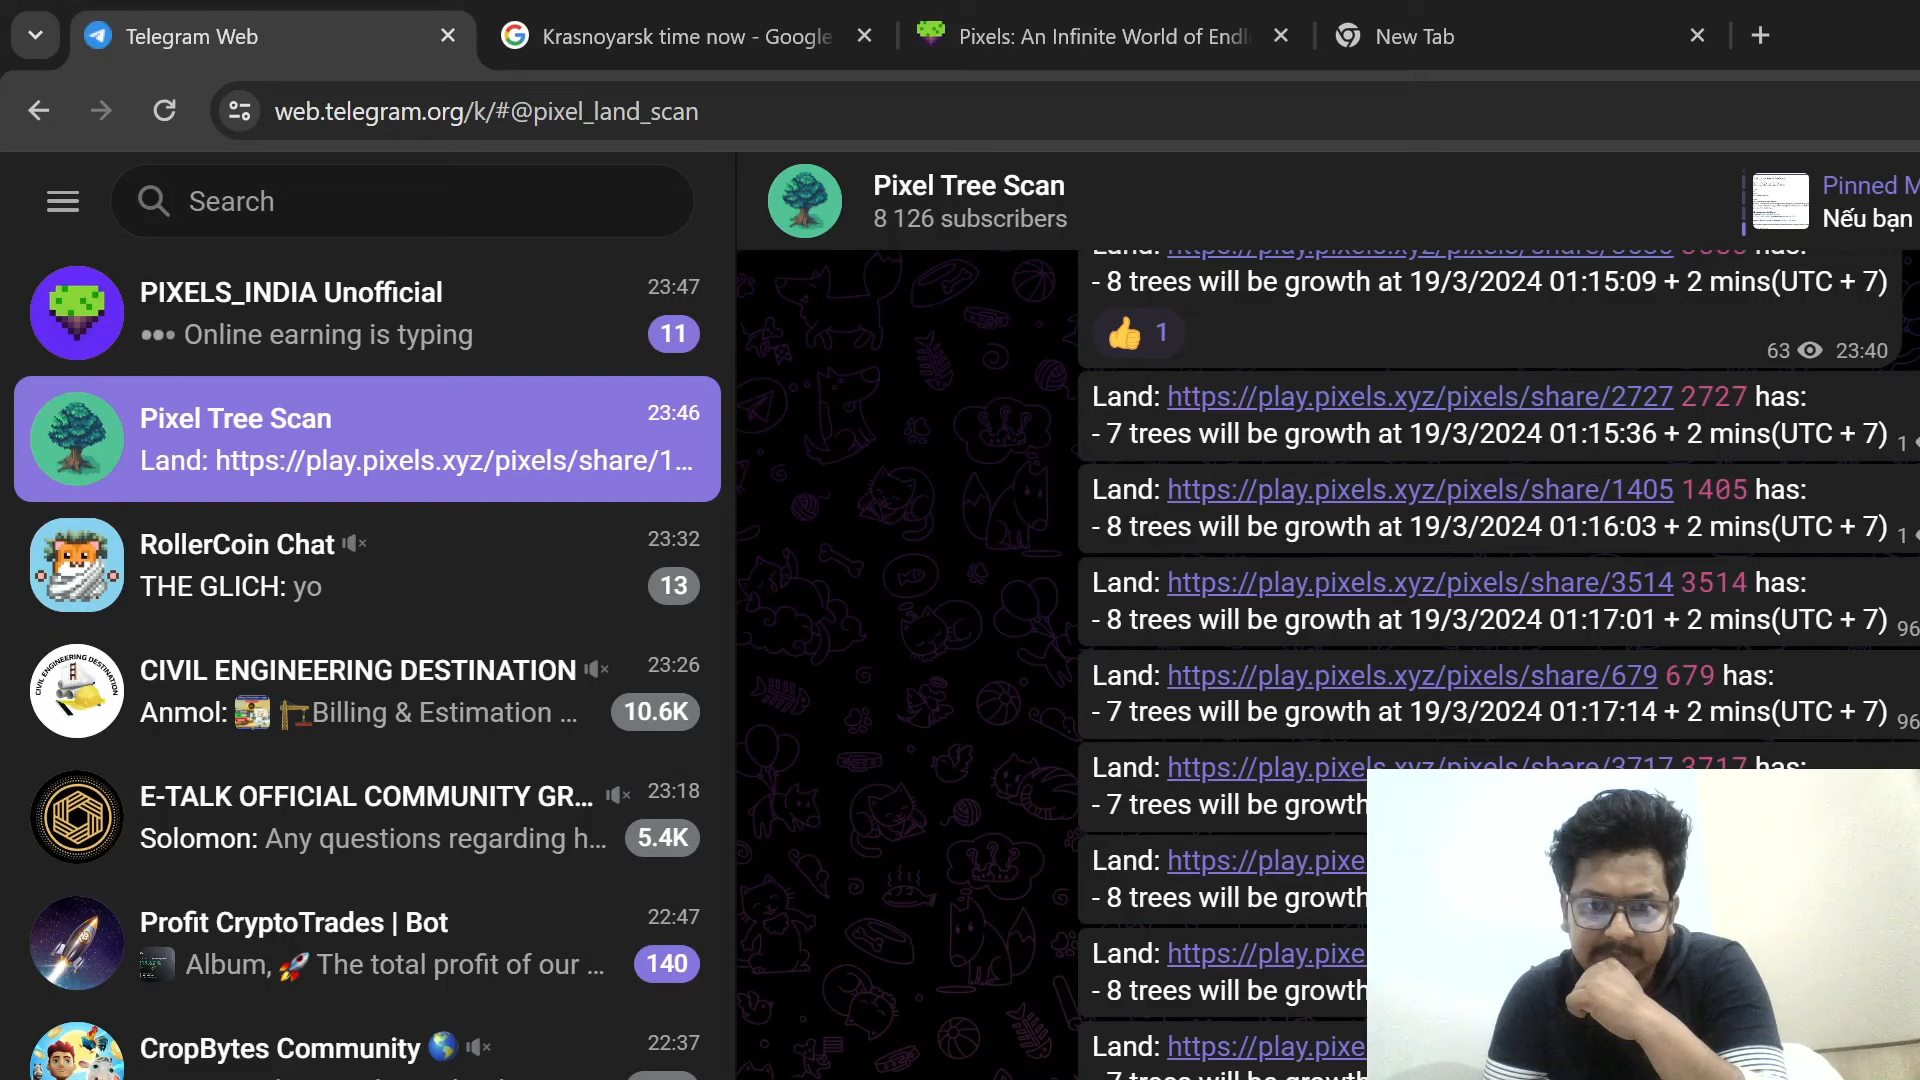 Telegram Web
Krasnoyarsk time now - Google
Pixels: An Infinite World of Endl
New Tab
web.telegram.org/k/#@pixel_land_scan
Search
PIXELS_INDIA Unofficial
23:47
Online earning is typing
11
Pixel Tree Scan
23:46
Land: https://play.pixels.xyz/pixels/share/1...
RollerCoin Chat
23:32
THE GLICH: yo
13
CIVIL ENGINEERING DESTINATION
23:26
Anmol: Billing & Estimation ...
10.6K
E-TALK OFFICIAL COMMUNITY GR...
23:18
Solomon: Any questions regarding h...
5.4K
Profit CryptoTrades | Bot
22:47
Album, 🚀 The total profit of our ...
140
CropBytes Community 🌎
22:37
Pixel Tree Scan
8 126 subscribers
Pinned M
Nếu bạn
- 8 trees will be growth at 19/3/2024 01:15:09 + 2 mins(UTC + 7)
👍 1
63 23:40
Land: https://play.pixels.xyz/pixels/share/2727 2727 has:
- 7 trees will be growth at 19/3/2024 01:15:36 + 2 mins(UTC + 7) 1
Land: https://play.pixels.xyz/pixels/share/1405 1405 has:
- 8 trees will be growth at 19/3/2024 01:16:03 + 2 mins(UTC + 7) 1
Land: https://play.pixels.xyz/pixels/share/3514 3514 has:
- 8 trees will be growth at 19/3/2024 01:17:01 + 2 mins(UTC + 7) 96
Land: https://play.pixels.xyz/pixels/share/679 679 has:
- 7 trees will be growth at 19/3/2024 01:17:14 + 2 mins(UTC + 7) 96
Land: https://play.pixels.xyz/pixels/share/3717 3717 has:
- 7 trees will be growth
Land: https://play.pixe
- 8 trees will be growth
Land: https://play.pixe
- 8 trees will be growth
Land: https://play.pixe